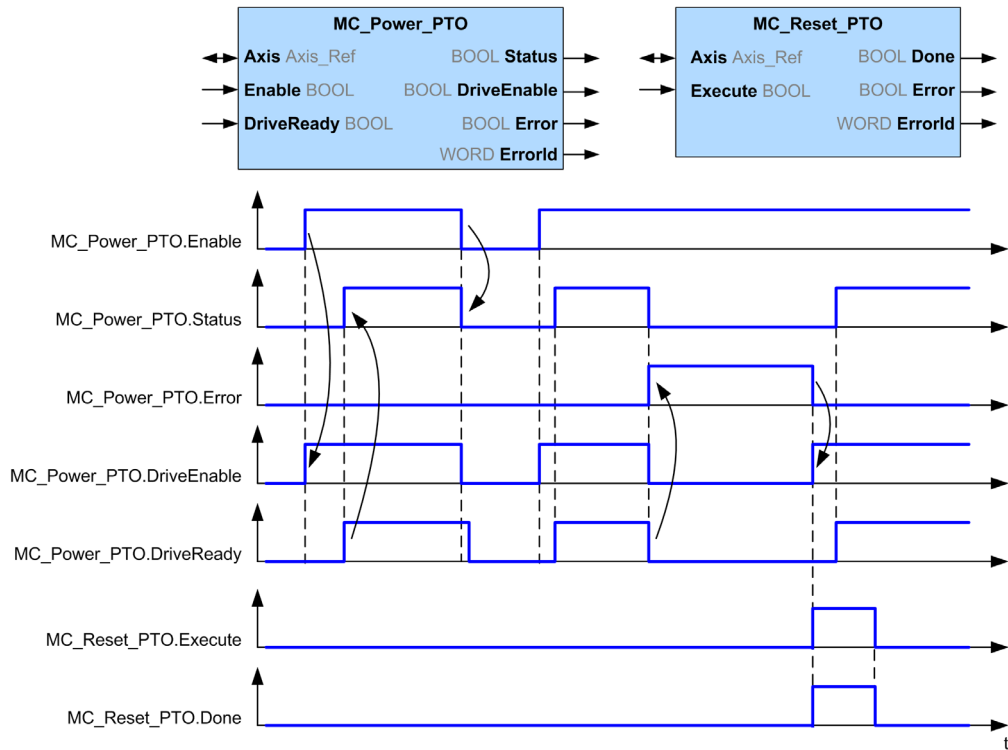 MC_Power_PTO
Axis Axis_Ref BOOL Status
Enable BOOL BOOL DriveEnable
DriveReady BOOL BOOL Error
WORD ErrorId
MC_Reset_PTO
Axis Axis_Ref BOOL Done
Execute BOOL BOOL Error
WORD ErrorId
MC_Power_PTO.Enable
MC_Power_PTO.Status
MC_Power_PTO.Error
MC_Power_PTO.DriveEnable
MC_Power_PTO.DriveReady
MC_Reset_PTO.Execute
MC_Reset_PTO.Done
t